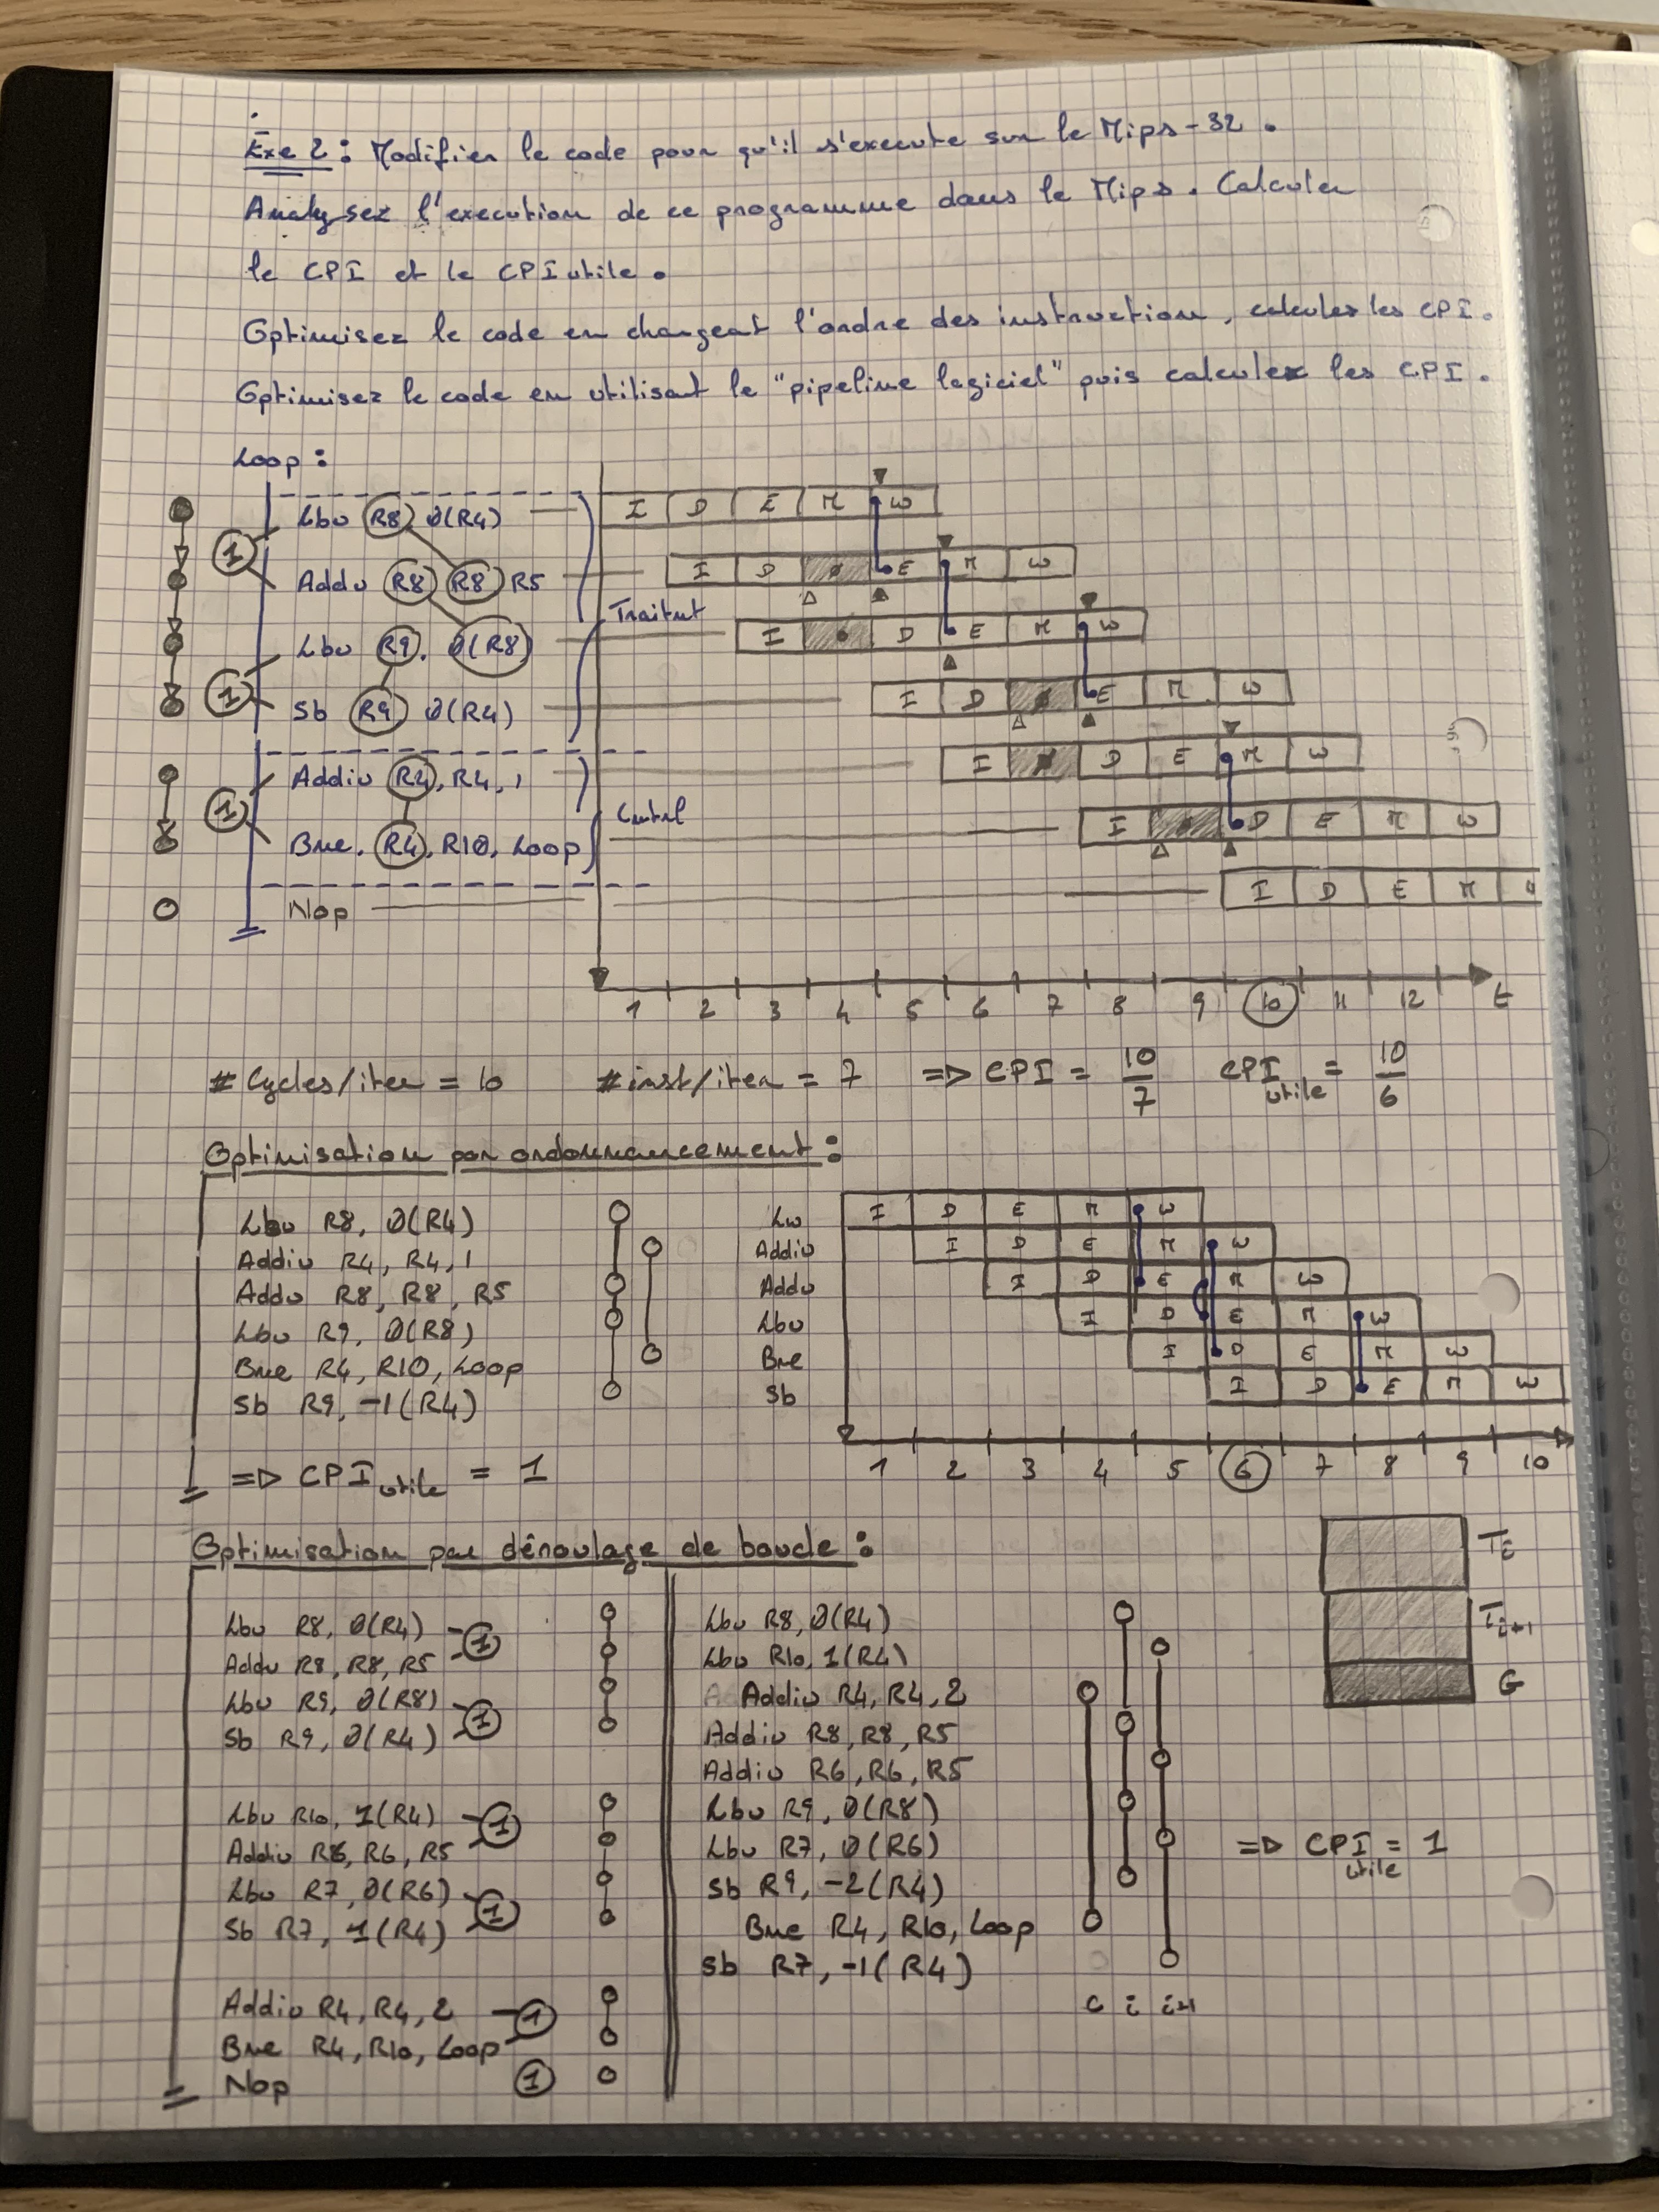 Exe 2 : Modifier le code pour qu'il s'execute sur le Mips-32.
Analysez l'execution de ce programme dans le Mips. Calculer
le CPI et le CPI utile.
Optimisez le code en changeat l'ordre des instruction, calculez les CPI.
Optimisez le code en utilisant le "pipeline logiciel" puis calculez les CPI.
Loop :
Lbu R8, 0(R4) I D E M W
1
Addu R8 R8 R5 I D E M W
Traitmt
Lbu R9, 0(R8) I D E M W
1
Sb R9 0(R4) I D E M W
Addiu R4, R4, 1 I D E M W
1
Control
Bne, R4, R10, Loop I D E M W
Nop I D E M W
1 2 3 4 5 6 7 8 9 10 11 12 t
# Cycles/iter = 10 # inst/iter = 7 => CPI = 10/7 CPI utile = 10/6
Optimisation par ordonnancement :
Lbu R8, 0(R4) Lw I D E M W
Addiu R4, R4, 1 Addiu I D E M W
Addu R8, R8, R5 Addu I D E M W
Lbu R9, 0(R8) Lbu I D E M W
Bne R4, R10, Loop Bne I D E M W
Sb R9, -1(R4) Sb I D E M W
1 2 3 4 5 6 7 8 9 10
=> CPI utile = 1
Optimisation par déroulage de boucle :
Ti
Ti+1
G
Lbu R8, 0(R4)
1
Addu R8, R8, R5
Lbu R9, 0(R8)
1
Sb R9, 0(R4)
Lbu R10, 1(R4)
1
Addiu R6, R6, R5
Lbu R7, 0(R6)
1
Sb R7, 1(R4)
Addiu R4, R4, 2
1
Bne R4, R10, Loop
Nop 1
Lbu R8, 0(R4)
Lbu R10, 1(R4)
Addiu R4, R4, 2
Addiu R8, R8, R5
Addiu R6, R6, R5
Lbu R9, 0(R8)
Lbu R7, 0(R6)
Sb R9, -2(R4)
Bne R4, R10, Loop
Sb R7, -1(R4)
c i i+1
=> CPI utile = 1